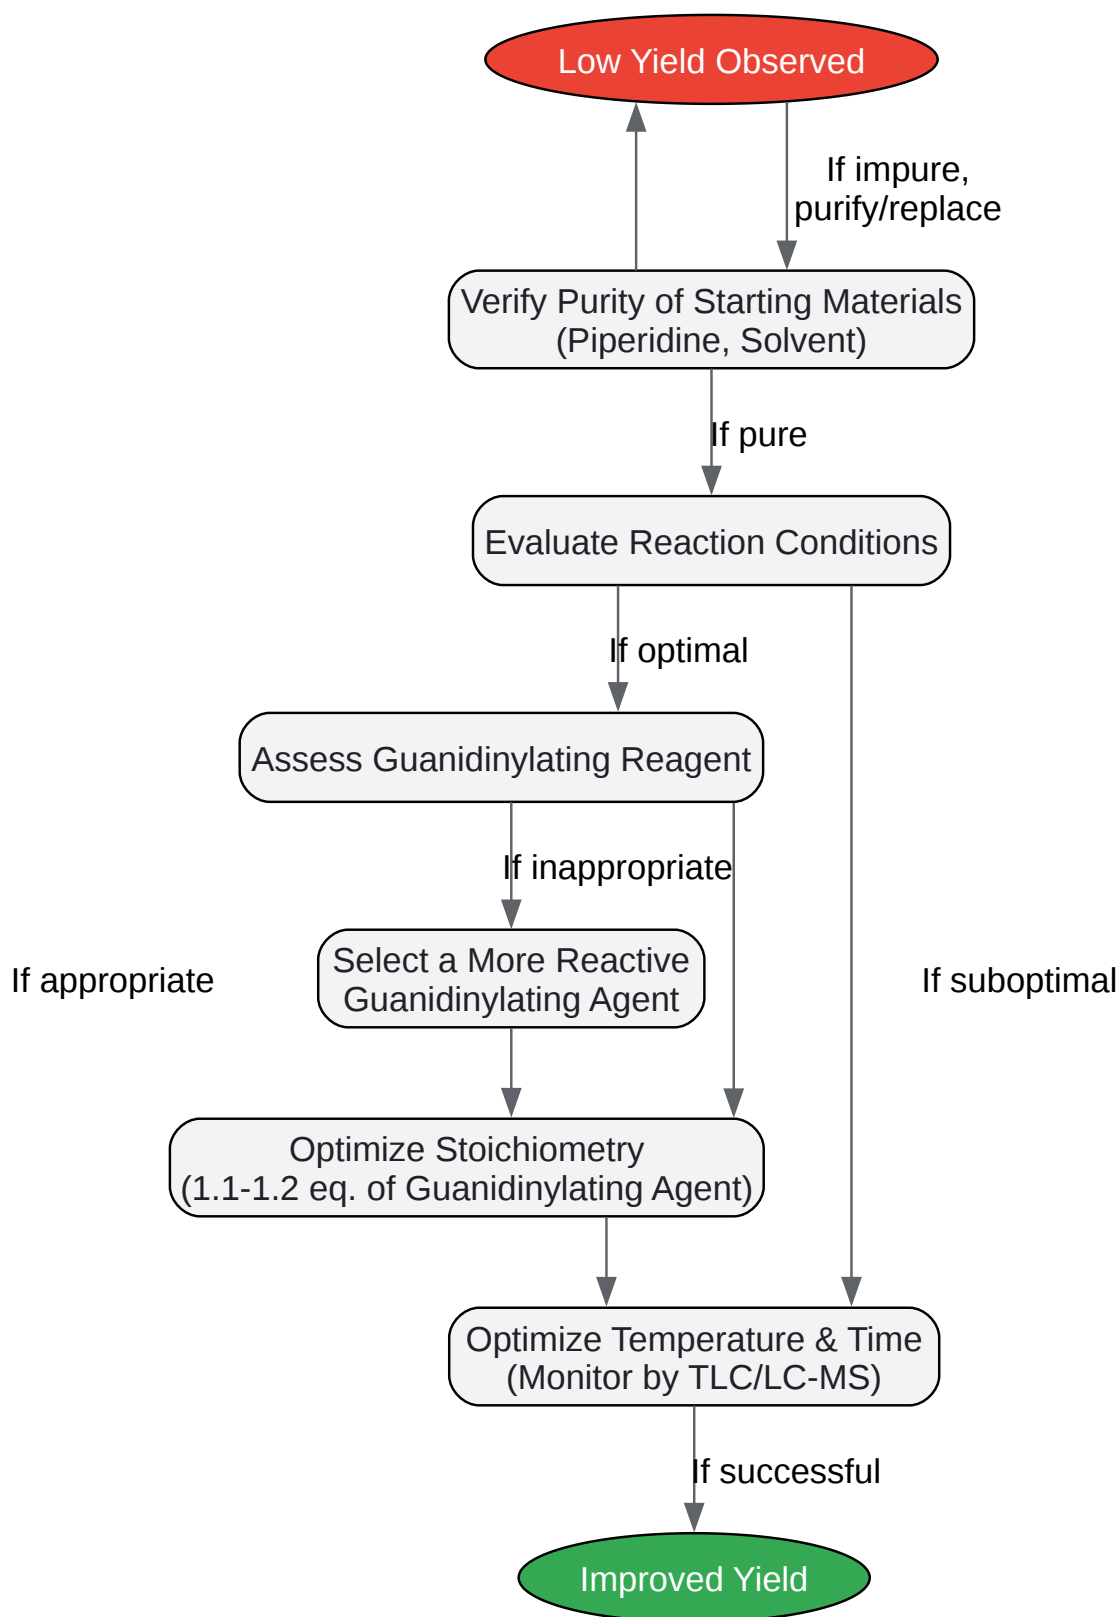 Low Yield Observed
If impure,
purify/replace
Verify Purity of Starting Materials
(Piperidine, Solvent)
If pure
Evaluate Reaction Conditions
If optimal
Assess Guanidinylating Reagent
If inappropriate
Select a More Reactive
Guanidinylating Agent
If appropriate
If suboptimal
Optimize Stoichiometry
(1.1-1.2 eq. of Guanidinylating Agent)
Optimize Temperature & Time
(Monitor by TLC/LC-MS)
If successful
Improved Yield